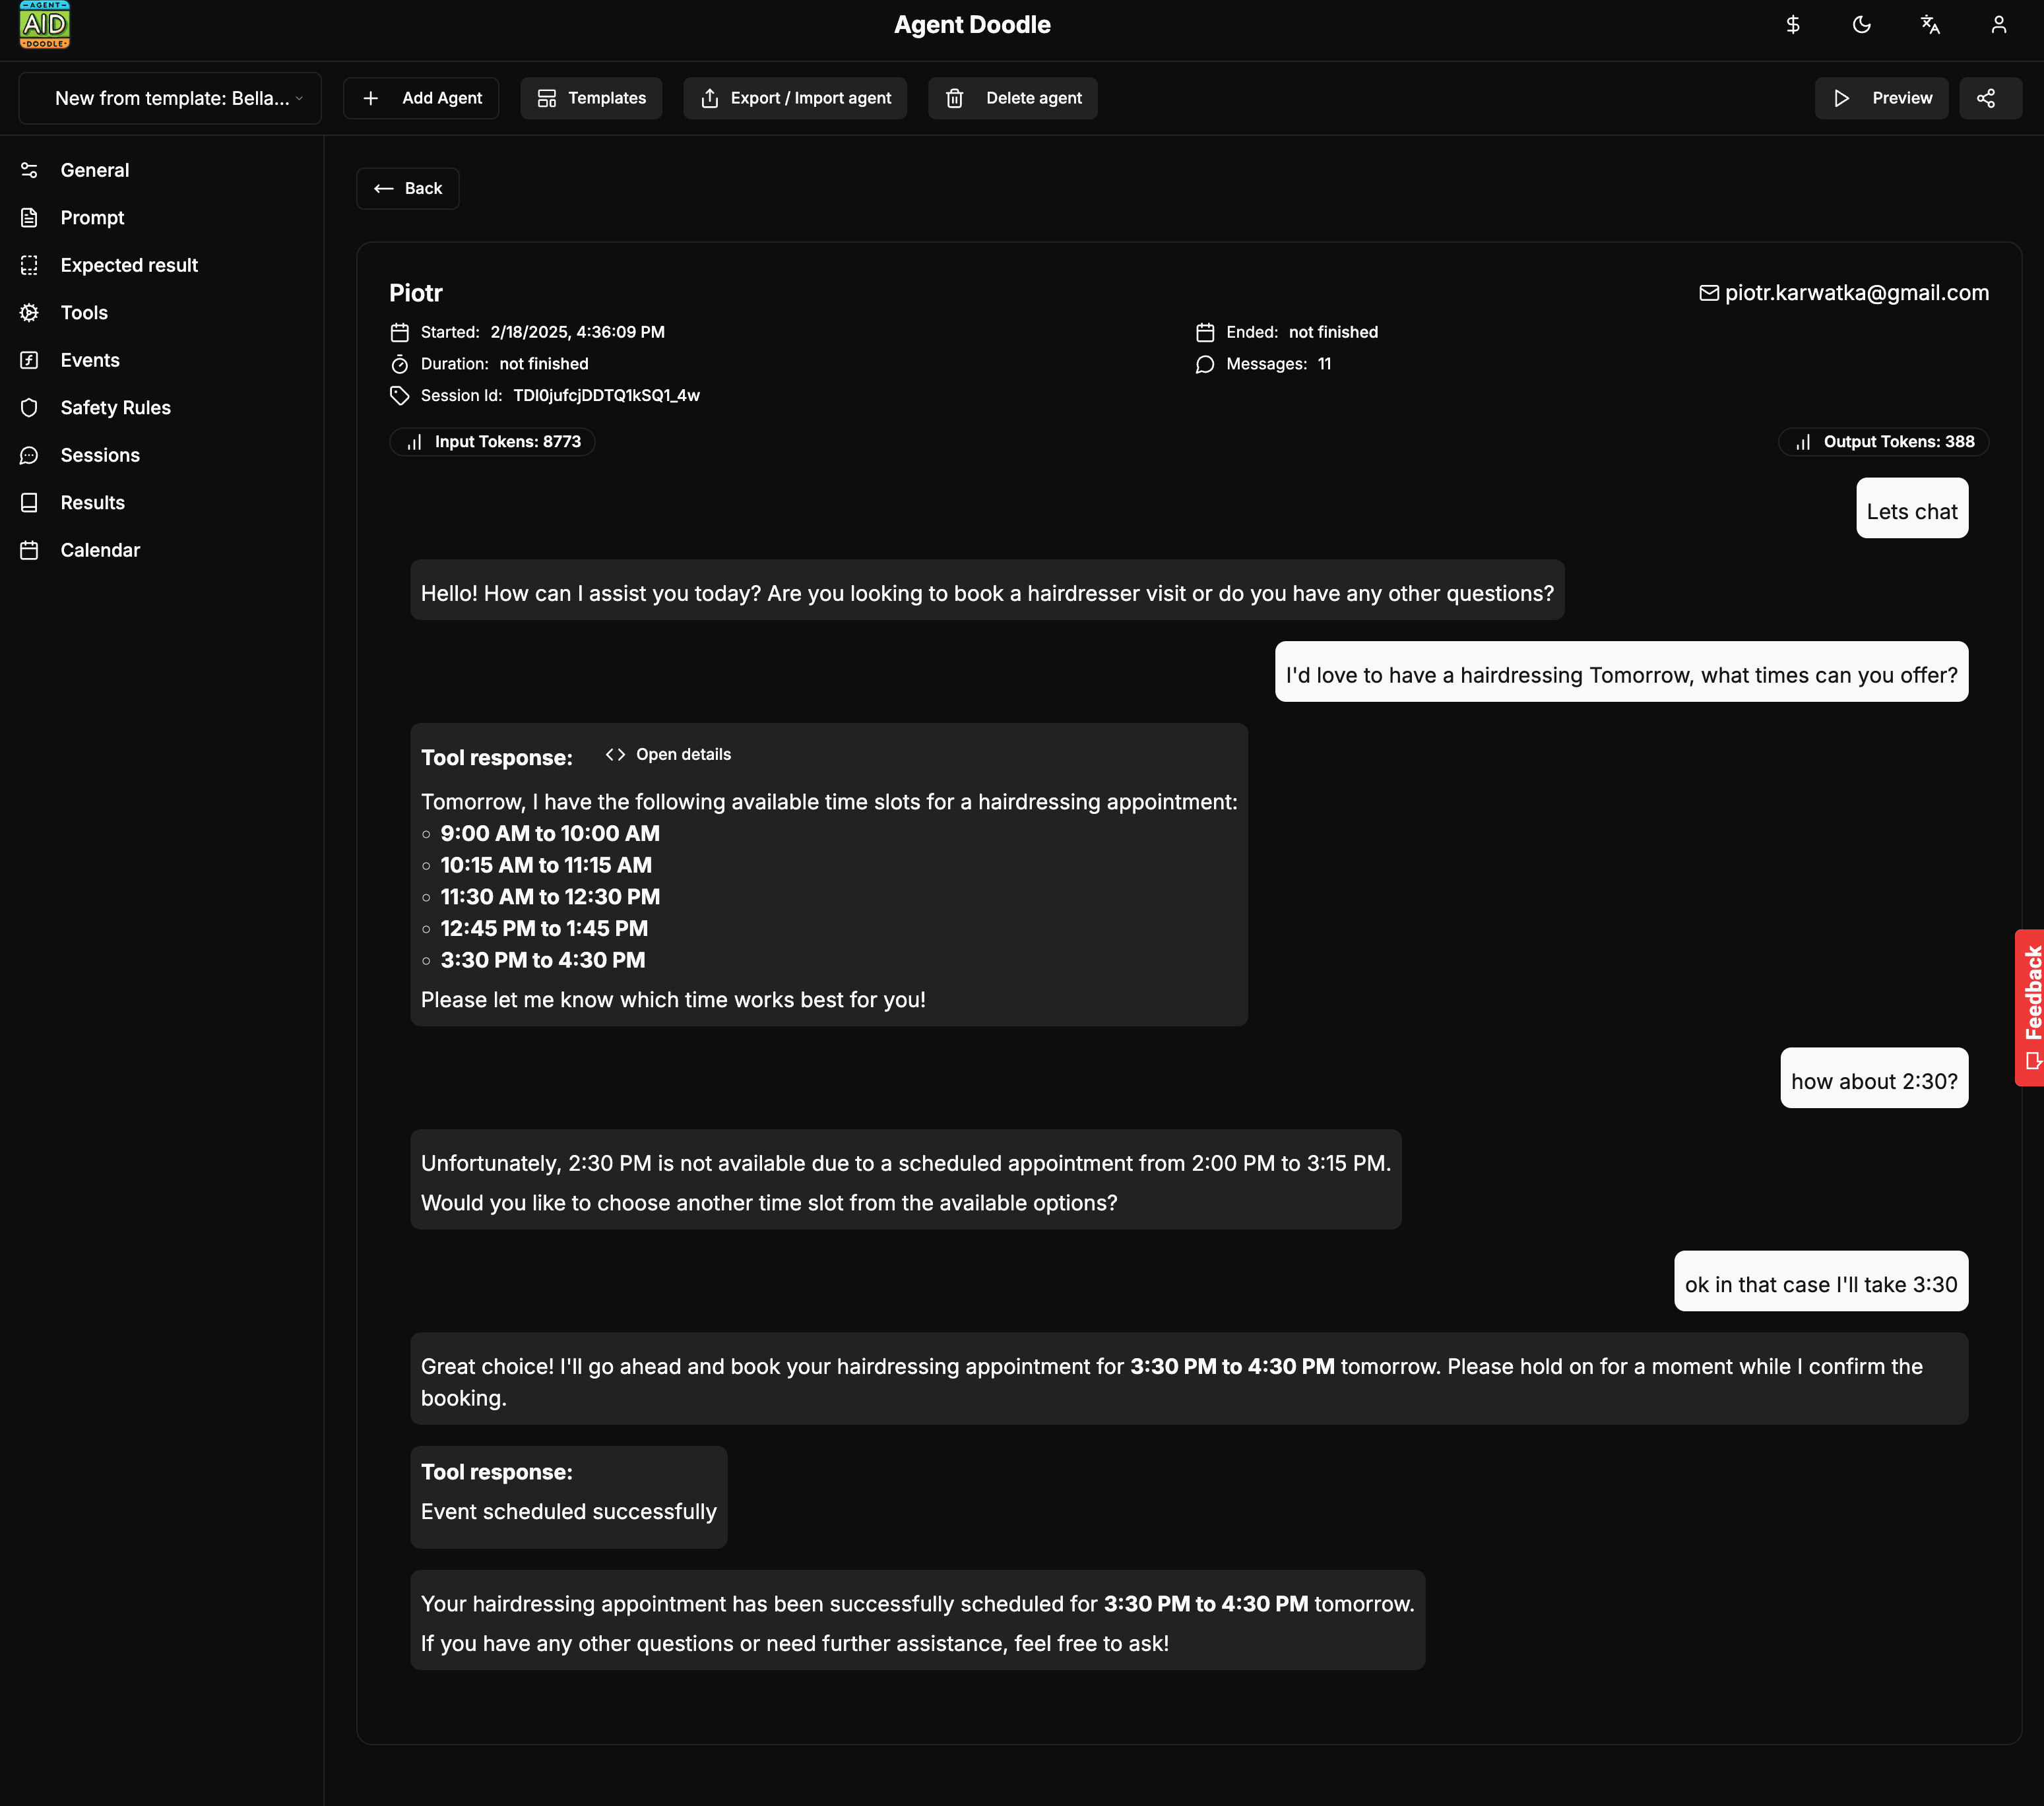 AGENT
AID
DOODLE
Agent Doodle
New from template: Bella...
Add Agent
Templates
Export / Import agent
Delete agent
Preview
General
Prompt
Expected result
Tools
Events
Safety Rules
Sessions
Results
Calendar
Back
Piotr
piotr.karwatka@gmail.com
Started: 2/18/2025, 4:36:09 PM
Ended: not finished
Duration: not finished
Messages: 11
Session Id: TDI0jufcjDDTQ1kSQ1_4w
Input Tokens: 8773
Output Tokens: 388
Lets chat
Hello! How can I assist you today? Are you looking to book a hairdresser visit or do you have any other questions?
I'd love to have a hairdressing Tomorrow, what times can you offer?
Tool response:
Open details
Tomorrow, I have the following available time slots for a hairdressing appointment:
9:00 AM to 10:00 AM
10:15 AM to 11:15 AM
11:30 AM to 12:30 PM
12:45 PM to 1:45 PM
3:30 PM to 4:30 PM
Please let me know which time works best for you!
how about 2:30?
Unfortunately, 2:30 PM is not available due to a scheduled appointment from 2:00 PM to 3:15 PM.
Would you like to choose another time slot from the available options?
ok in that case I'll take 3:30
Great choice! I'll go ahead and book your hairdressing appointment for 3:30 PM to 4:30 PM tomorrow. Please hold on for a moment while I confirm the
booking.
Tool response:
Event scheduled successfully
Your hairdressing appointment has been successfully scheduled for 3:30 PM to 4:30 PM tomorrow.
If you have any other questions or need further assistance, feel free to ask!
Feedback